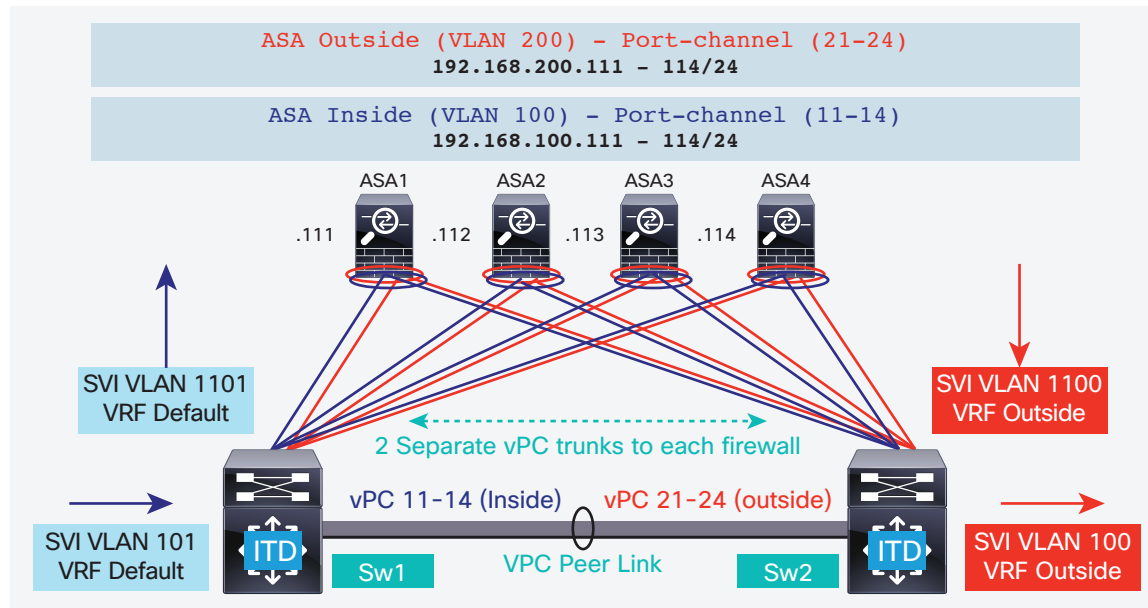 ASA Outside (VLAN 200) - Port-channel (21-24)
192.168.200.111 - 114/24
ASA Inside (VLAN 100) - Port-channel (11-14)
192.168.100.111 - 114/24
ASA1
ASA2
ASA3
ASA4
.111
.112
.113
.114
SVI VLAN 1101
VRF Default
SVI VLAN 1100
VRF Outside
2 Separate vPC trunks to each firewall
vPC 11-14 (Inside)
vPC 21-24 (outside)
SVI VLAN 101
VRF Default
ITD
ITD
SVI VLAN 100
VRF Outside
Sw1
VPC Peer Link
Sw2